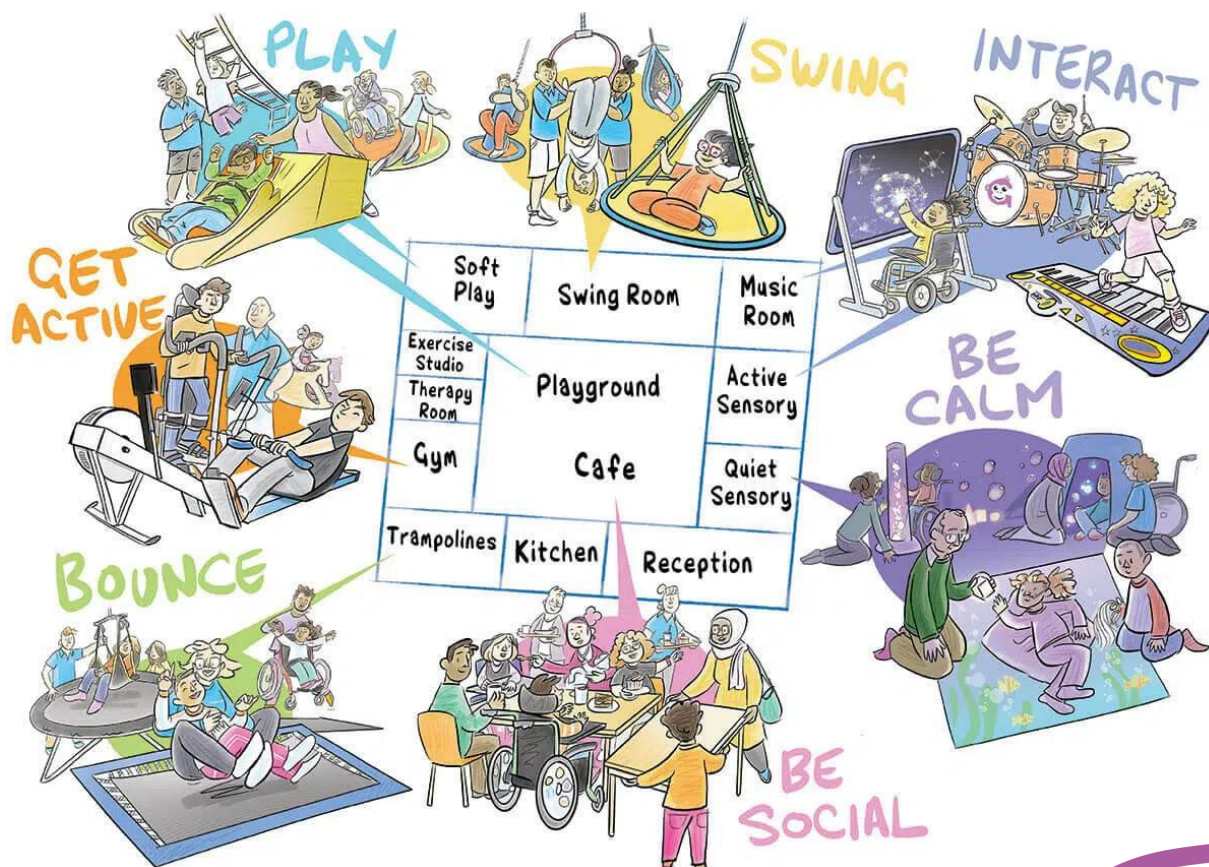 PLAY
SWING
INTERACT
GET
ACTIVE
Soft
Play
Swing Room
Music
Room
Exercise
Studio
Therapy
Room
Gym
Playground
Cafe
Active
Sensory
Quiet
Sensory
BE
CALM
Trampolines
Kitchen
Reception
BOUNCE
BE
SOCIAL